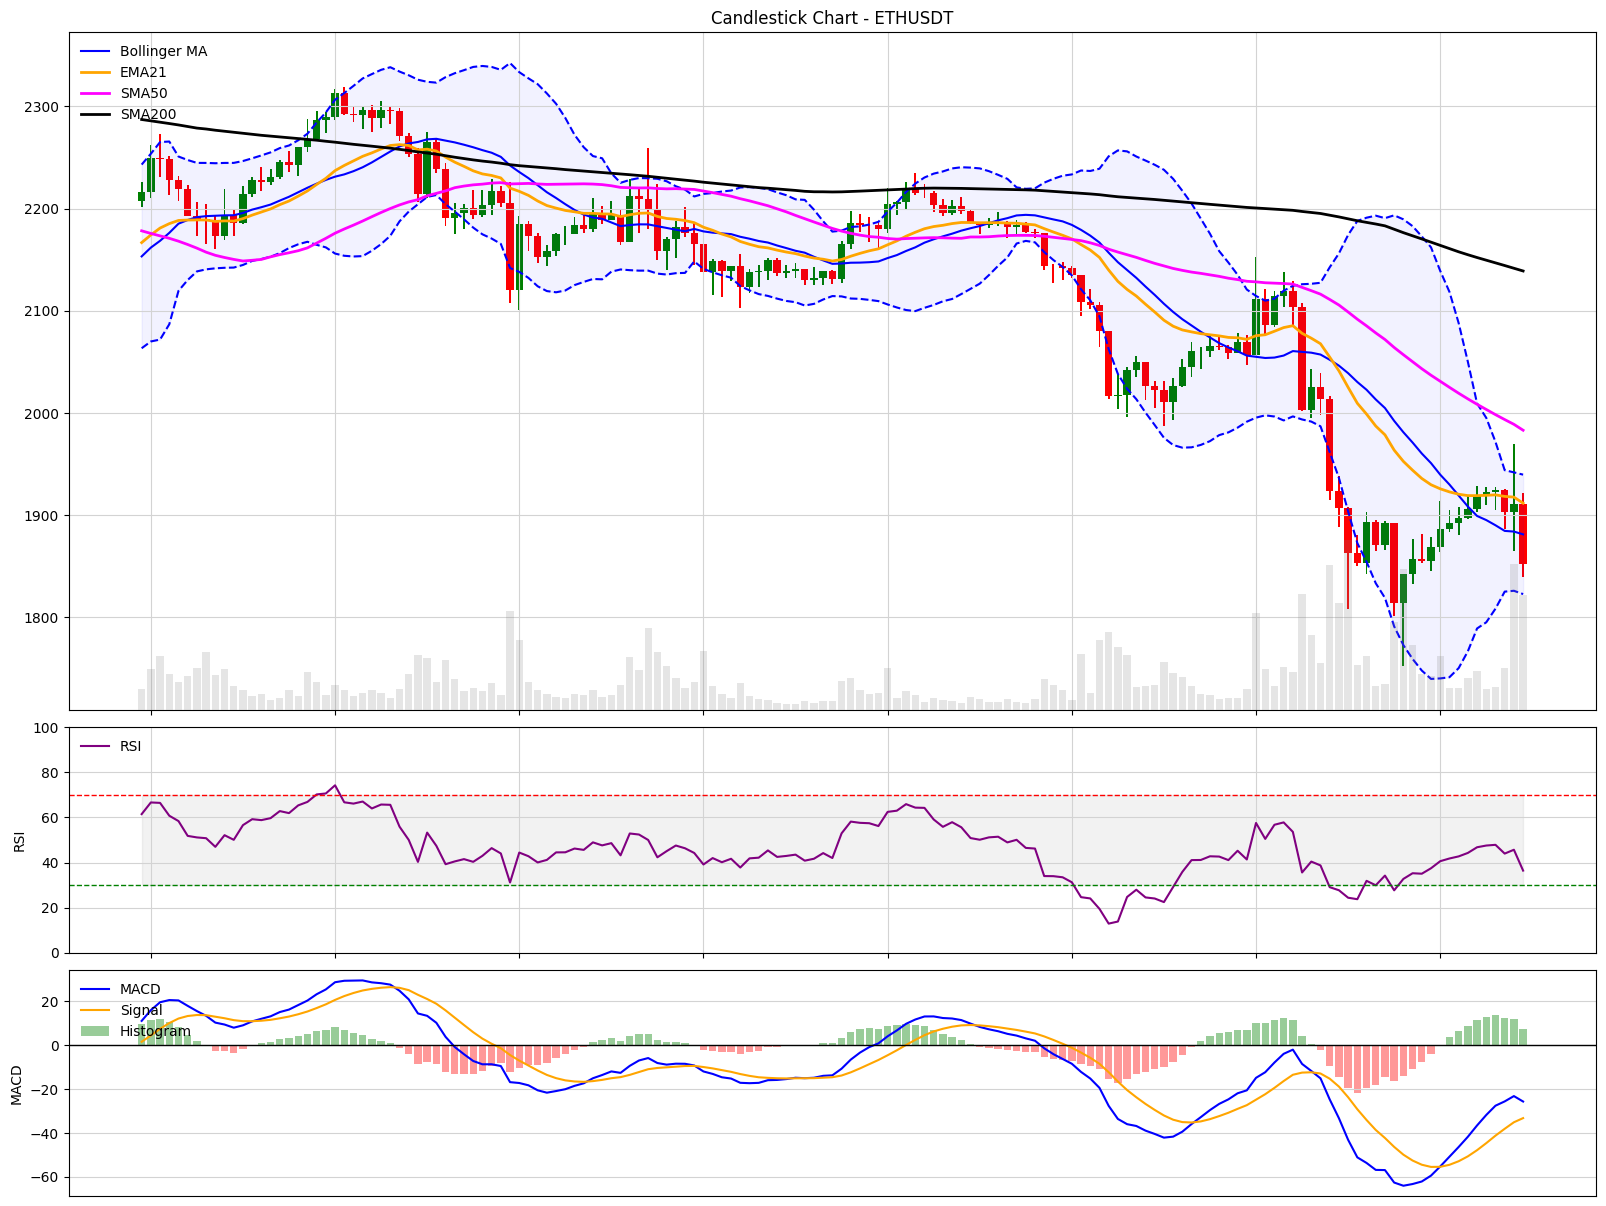 Candlestick Chart - ETHUSDT
Bollinger MA
EMA21
SMA50
SMA200
2300
2200
2100
2000
1900
1800
RSI
100
80
60
40
20
0
RSI
MACD
Signal
Histogram
20
0
−20
−40
−60
MACD